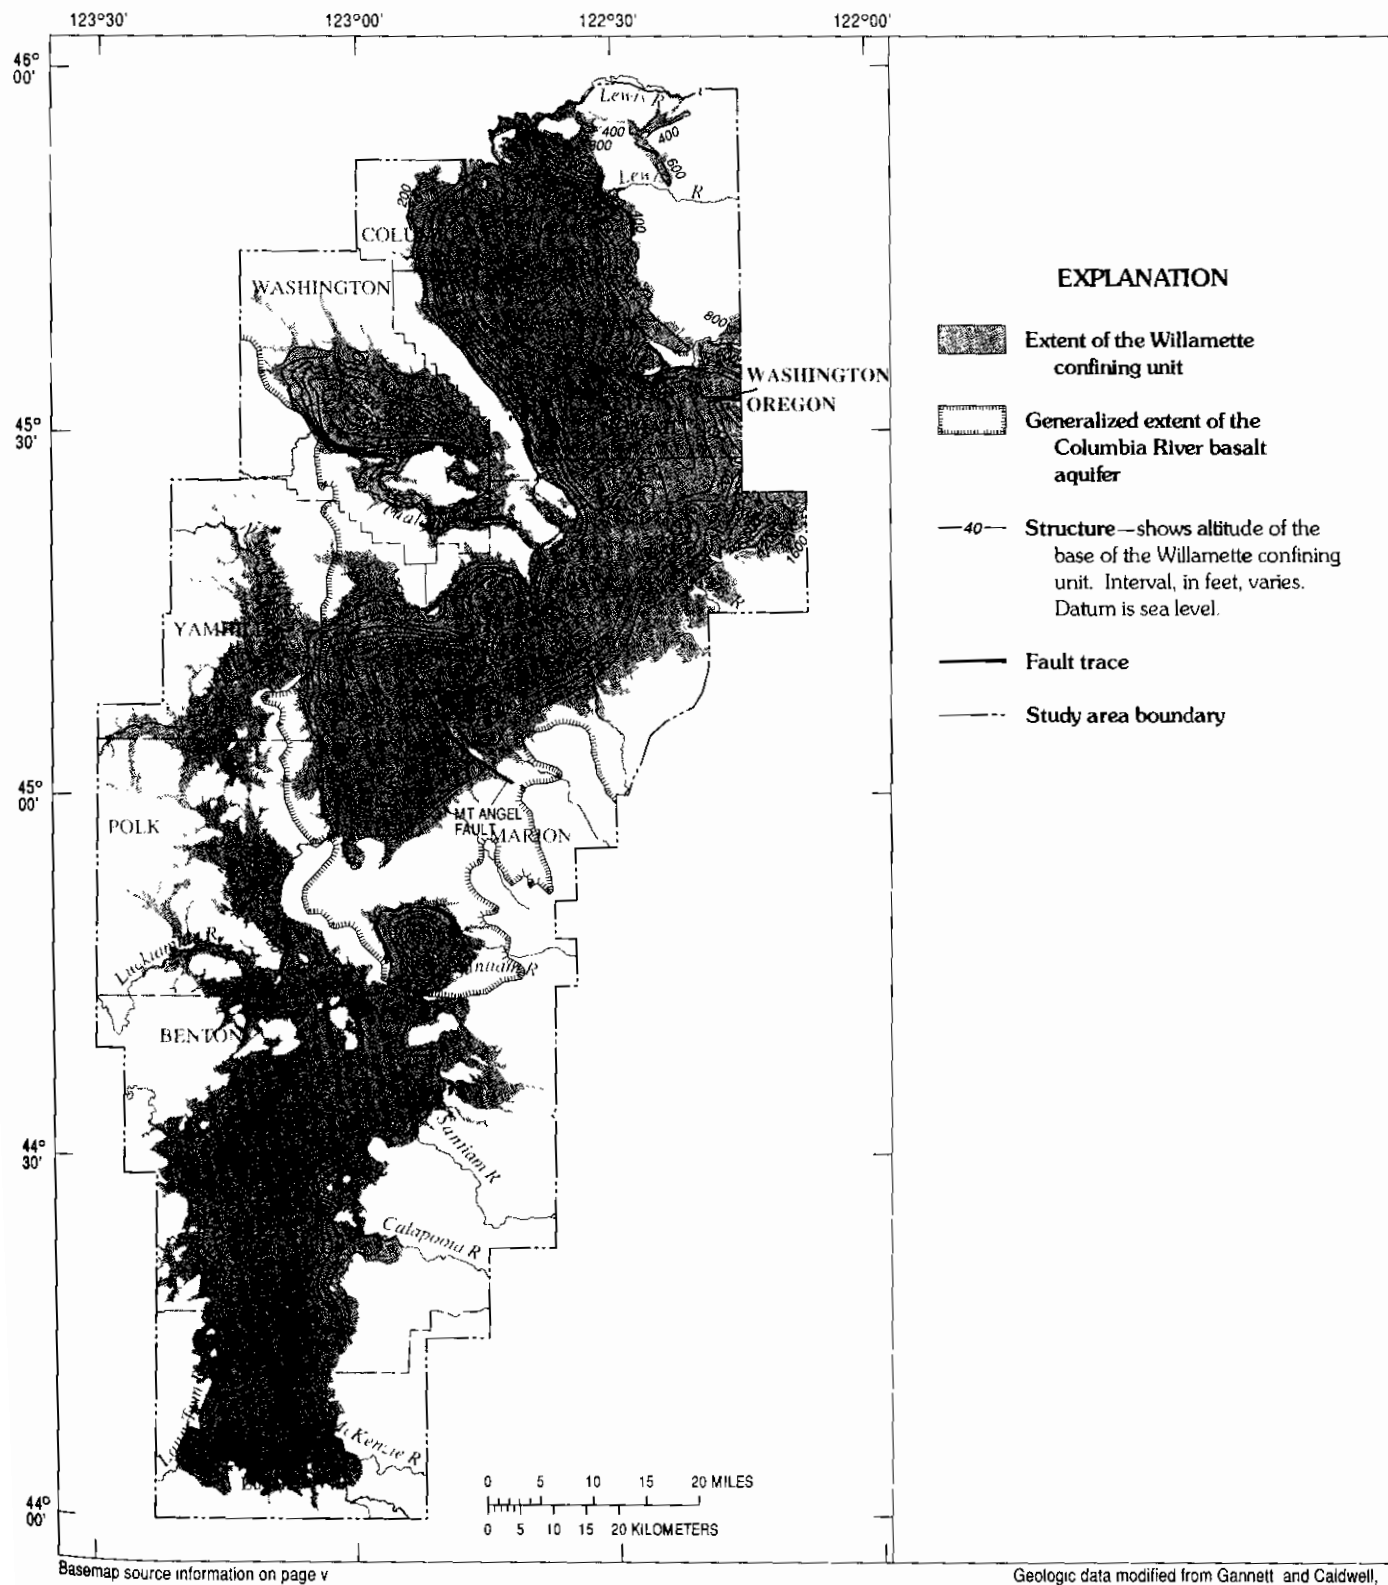 123°30' 123°00' 122°30' 122°00'
46°
00'
Lewis R
400
400
800
600
Lewis R
200
400
COLU
WASHINGTON
800
WASHINGTON
OREGON
45°
30'
1600
R
YAMHILL
45°
00'
POLK
MT ANGEL
FAULT
MARION
Luckiamute R
R
BENTON
Santiam R
44°
30'
Calapooia R
McKenzie R
44°
00'
0 5 10 15 20 MILES
0 5 10 15 20 KILOMETERS
EXPLANATION
Extent of the Willamette
confining unit
Generalized extent of the
Columbia River basalt
aquifer
—40— Structure—shows altitude of the
base of the Willamette confining
unit. Interval, in feet, varies.
Datum is sea level.
Fault trace
Study area boundary
Basemap source information on page v
Geologic data modified from Gannett and Caldwell,